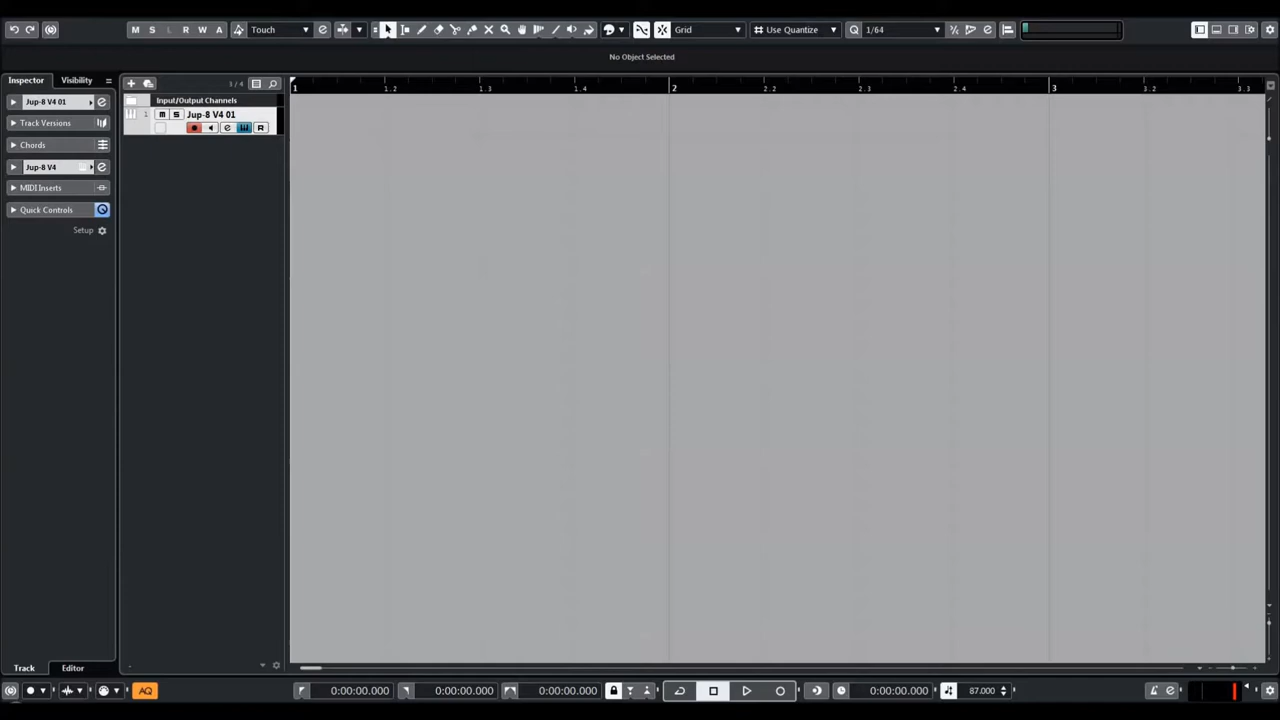 M S L R W A Touch Grid Use Quantize 1/64
No Object Selected
Inspector Visibility 3 / 4 1 1.2 1.3 1.4 2 2.2 2.3 2.4 3 3.2 3.3
Jup-8 V4 01 Input/Output Channels
1 m S Jup-8 V4 01
Track Versions e R
Chords
Jup-8 V4
MIDI Inserts
Quick Controls
Setup
Track Editor
AQ 0:00:00.000 0:00:00.000 0:00:00.000 0:00:00.000 87.000